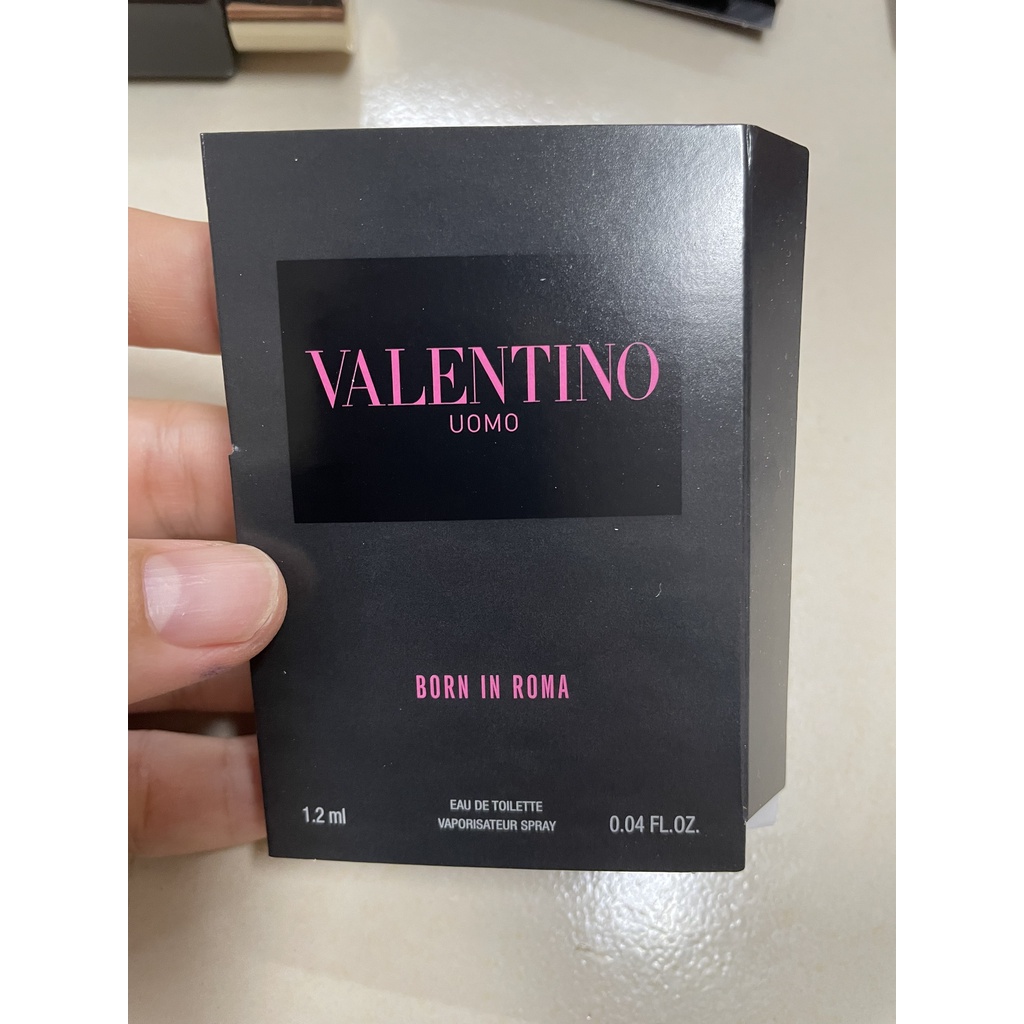 VALENTINO
UOMO
BORN IN ROMA
1.2 ml
EAU DE TOILETTE
VAPORISATEUR SPRAY
0.04 FL.OZ.